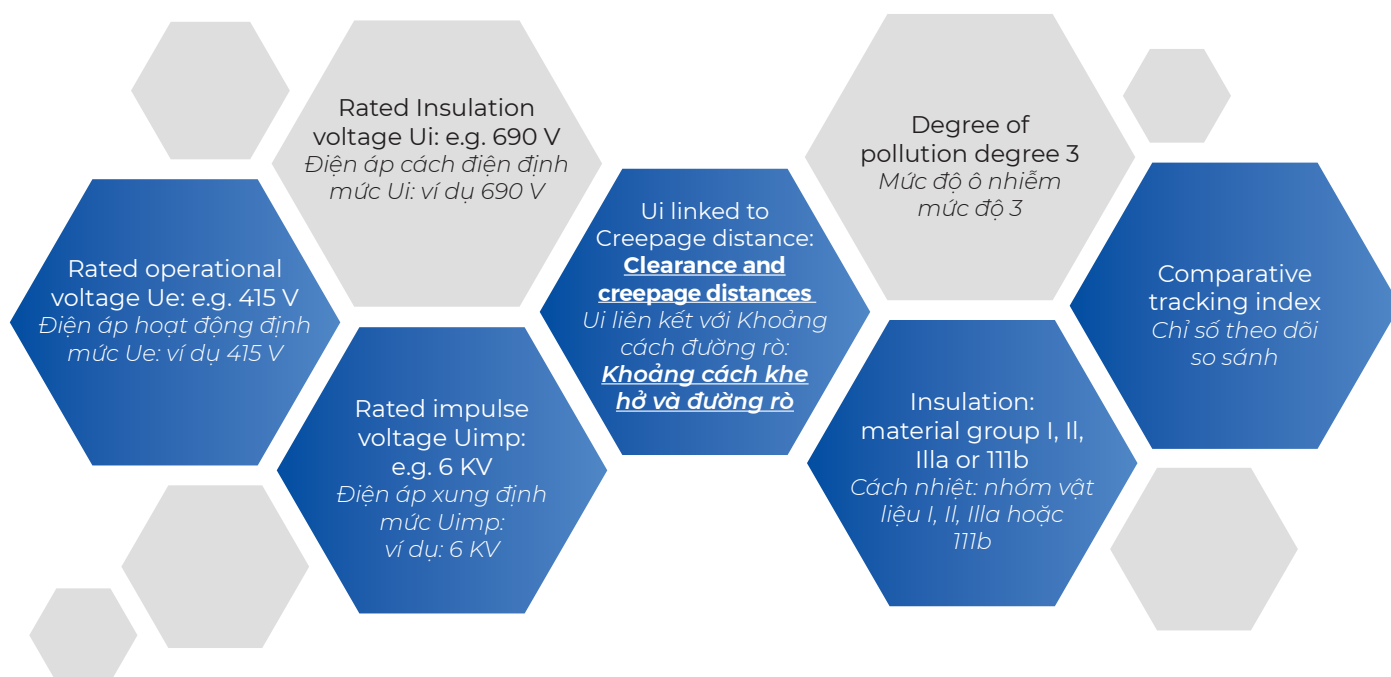 Rated Insulation
voltage Ui: e.g. 690 V
Điện áp cách điện định
mức Ui: ví dụ 690 V
Degree of
pollution degree 3
Mức độ ô nhiễm
mức độ 3
Rated operational
voltage Ue: e.g. 415 V
Điện áp hoạt động định
mức Ue: ví dụ 415 V
Ui linked to
Creepage distance:
Clearance and
creepage distances
Ui liên kết với Khoảng
cách đường rò:
Khoảng cách khe
hở và đường rò
Comparative
tracking index
Chỉ số theo dõi
so sánh
Rated impulse
voltage Uimp:
e.g. 6 KV
Điện áp xung định
mức Uimp:
ví dụ: 6 KV
Insulation:
material group I, Il,
Illa or 111b
Cách nhiệt: nhóm vật
liệu I, Il, Illa hoặc
111b